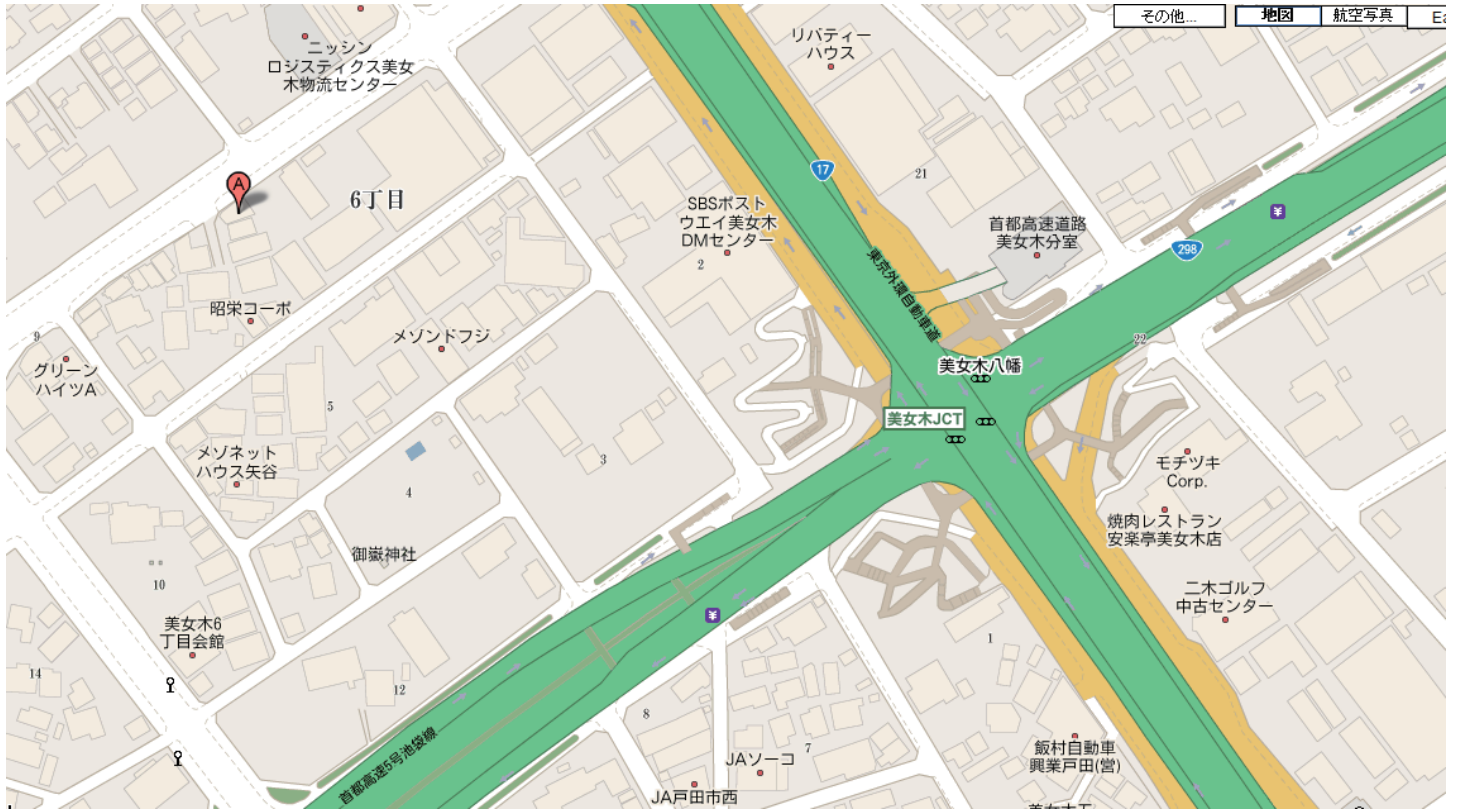 その他...
地図
航空写真
Ea
ニッシン
ロジスティクス美女
木物流センター
リバティー
ハウス
17
21
A
6丁目
SBSポスト
ウエイ美女木
DMセンター
2
首都高速道路
美女木分室
298
東京外環自動車道
昭栄コーポ
メゾンドフジ
9
グリーン
ハイツA
22
美女木八幡
5
美女木JCT
メゾネット
ハウス矢谷
3
4
モチヅキ
Corp.
焼肉レストラン
安楽亭美女木店
御嶽神社
10
二木ゴルフ
中古センター
美女木6
丁目会館
¥
¥
1
14
12
8
7
首都高速5号池袋線
JAソーコ
飯村自動車
興業戸田(営)
JA戸田市西